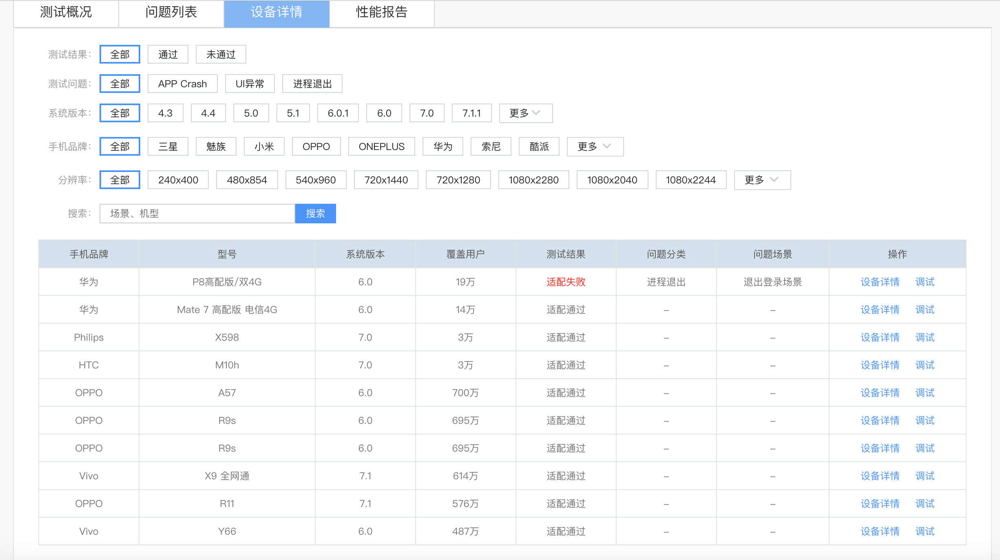 测试概况 问题列表 设备详情 性能报告
测试结果： 全部 通过 未通过
测试问题： 全部 APP Crash UI异常 进程退出
系统版本： 全部 4.3 4.4 5.0 5.1 6.0.1 6.0 7.0 7.1.1 更多
手机品牌： 全部 三星 魅族 小米 OPPO ONEPLUS 华为 索尼 酷派 更多
分辨率： 全部 240x400 480x854 540x960 720x1440 720x1280 1080x2280 1080x2040 1080x2244 更多
搜索： 场景、机型 搜索
手机品牌 型号 系统版本 覆盖用户 测试结果 问题分类 问题场景 操作
华为 P8高配版/双4G 6.0 19万 适配失败 进程退出 退出登录场景 设备详情 调试
华为 Mate 7 高配版 电信4G 6.0 14万 适配通过 – – 设备详情 调试
Philips X598 7.0 3万 适配通过 – – 设备详情 调试
HTC M10h 7.0 3万 适配通过 – – 设备详情 调试
OPPO A57 6.0 700万 适配通过 – – 设备详情 调试
OPPO R9s 6.0 695万 适配通过 – – 设备详情 调试
OPPO R9s 6.0 695万 适配通过 – – 设备详情 调试
Vivo X9 全网通 7.1 614万 适配通过 – – 设备详情 调试
OPPO R11 7.1 576万 适配通过 – – 设备详情 调试
Vivo Y66 6.0 487万 适配通过 – – 设备详情 调试